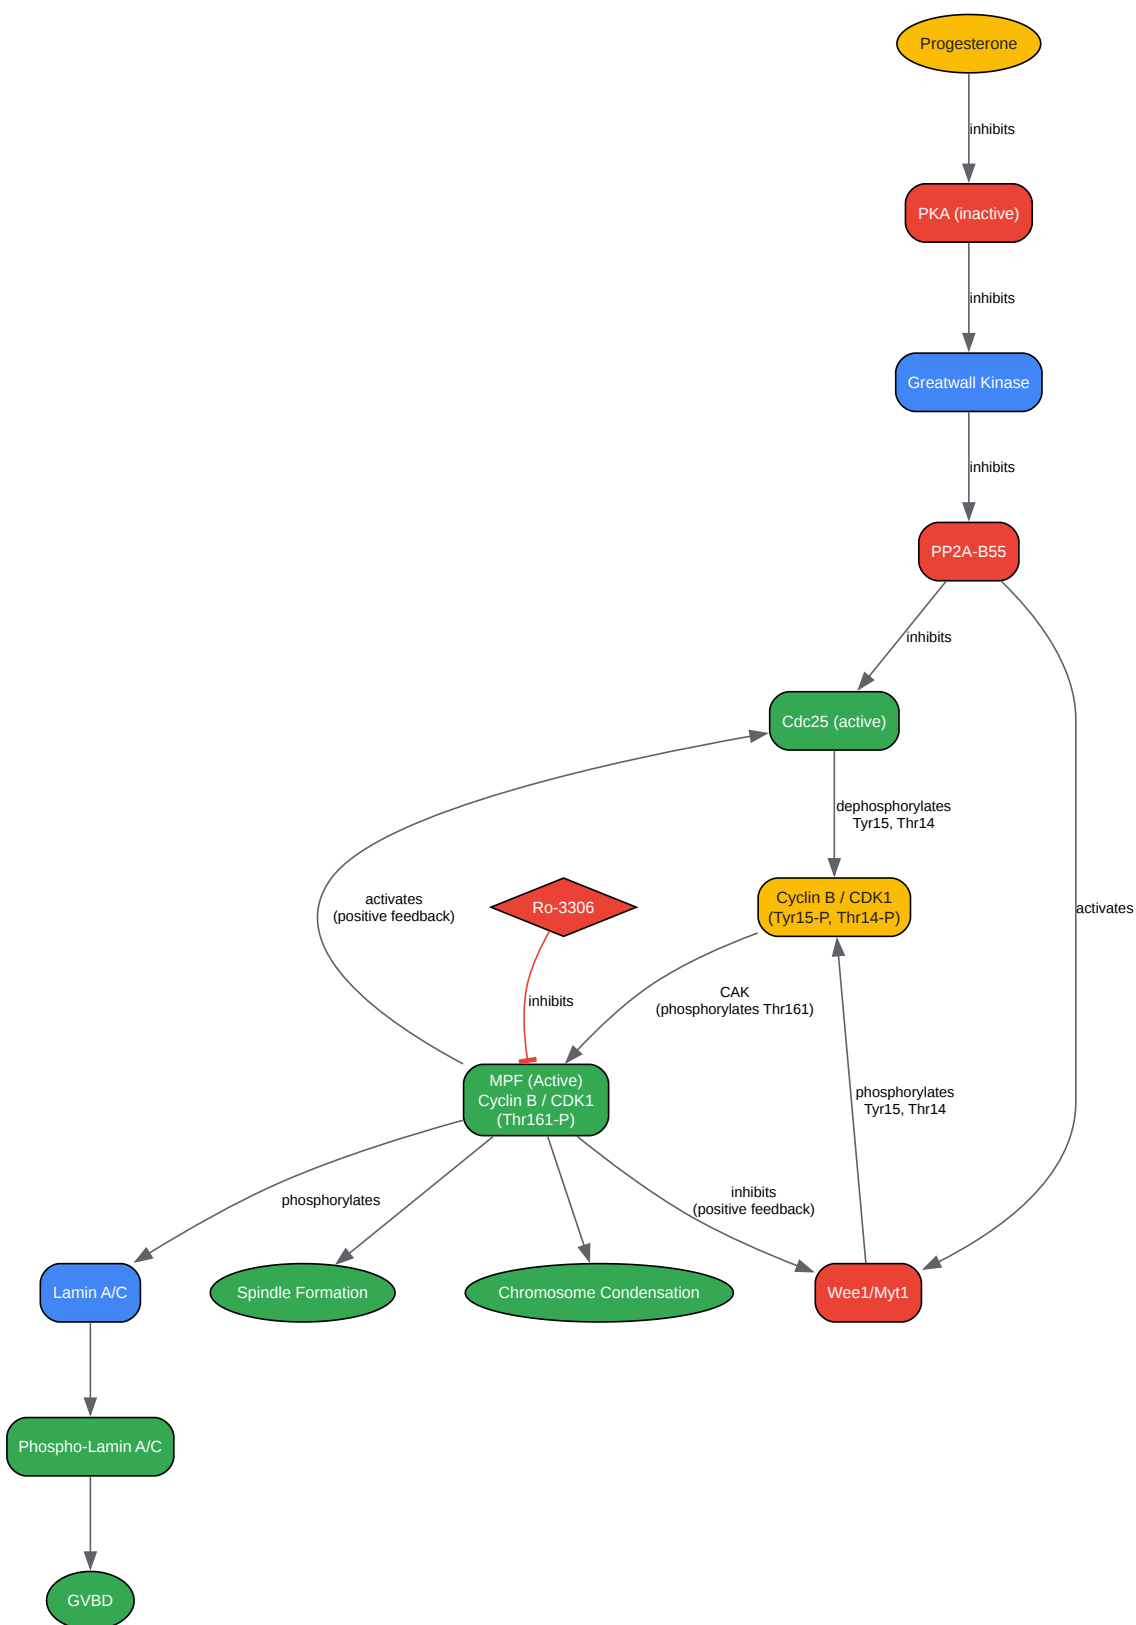 Progesterone
inhibits
PKA (inactive)
inhibits
Greatwall Kinase
inhibits
PP2A-B55
inhibits
Cdc25 (active)
dephosphorylates
Tyr15, Thr14
activates
(positive feedback)
Ro-3306
Cyclin B / CDK1
(Tyr15-P, Thr14-P)
activates
inhibits
CAK
(phosphorylates Thr161)
MPF (Active)
Cyclin B / CDK1
(Thr161-P)
phosphorylates
Tyr15, Thr14
phosphorylates
inhibits
(positive feedback)
Lamin A/C
Spindle Formation
Chromosome Condensation
Wee1/Myt1
Phospho-Lamin A/C
GVBD